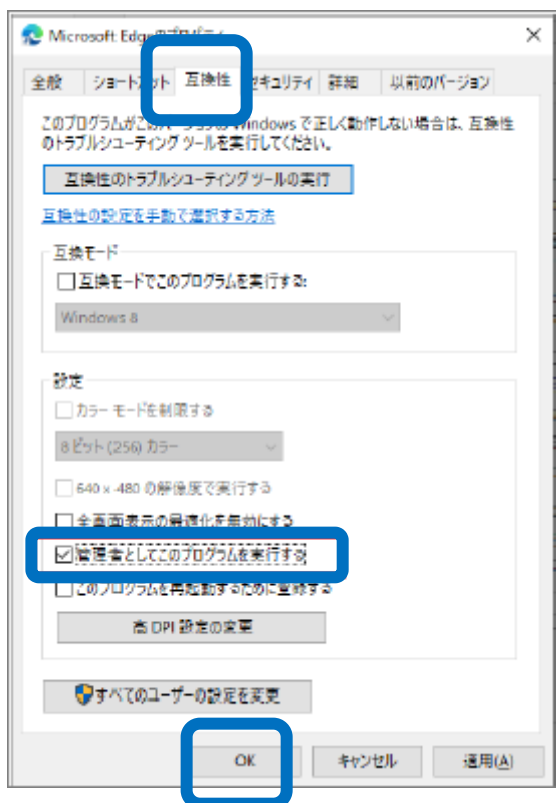 Microsoft Edgeのプロパティ
全般 ショートカット 互換性 セキュリティ 詳細 以前のバージョン
このプログラムがこのバージョンの Windows で正しく動作しない場合は、互換性
のトラブルシューティング ツールを実行してください。
互換性のトラブルシューティング ツールの実行
互換性の設定を手動で選択する方法
互換モード
互換モードでこのプログラムを実行する:
Windows 8
設定
カラー モードを制限する
8 ビット (256) カラー
640 x 480 の解像度で実行する
全画面表示の最適化を無効にする
管理者としてこのプログラムを実行する
このプログラムを再起動するために登録する
高 DPI 設定の変更
すべてのユーザーの設定を変更
OK キャンセル 適用(A)